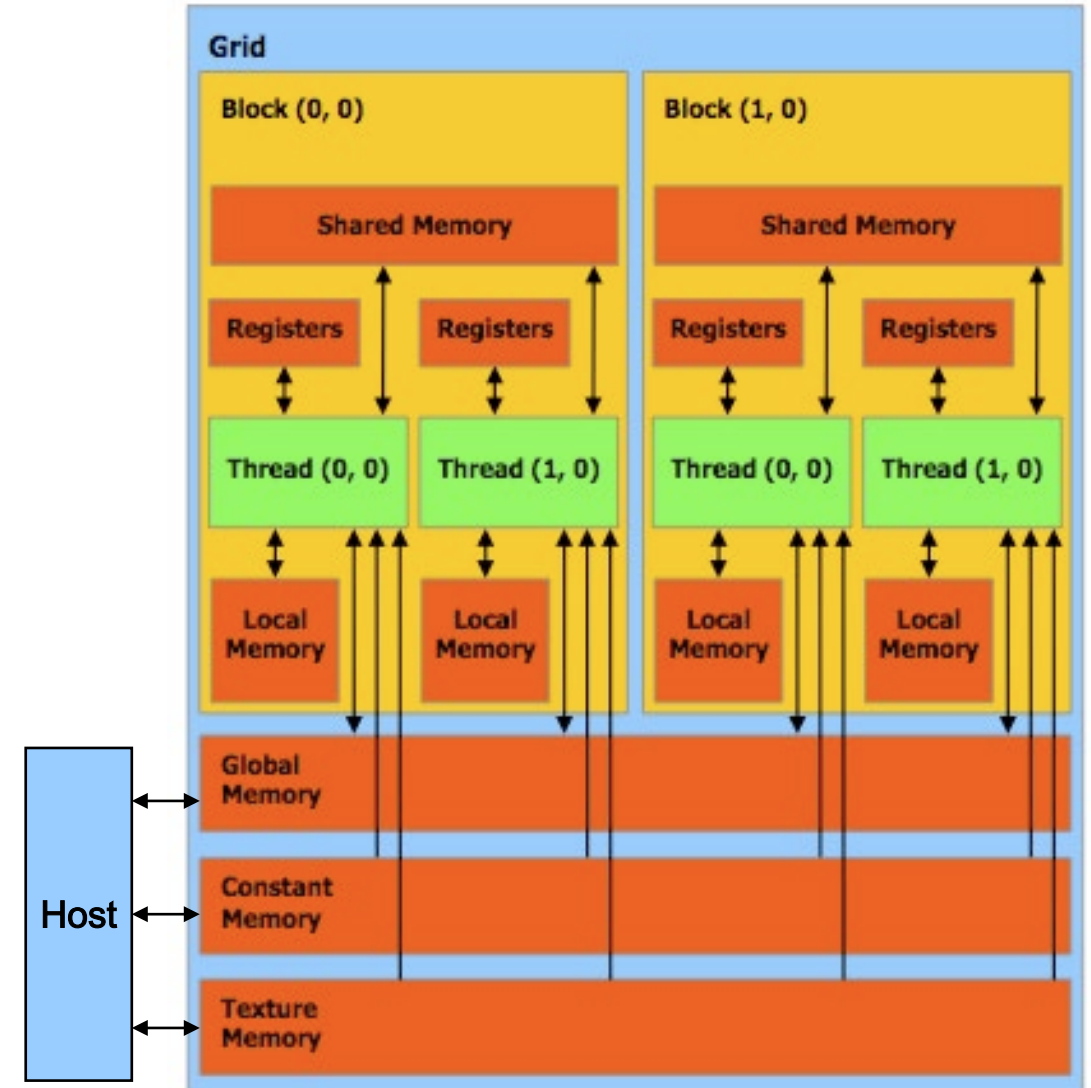 Grid
Block (0, 0)
Block (1, 0)
Shared Memory
Shared Memory
Registers
Registers
Registers
Registers
Thread (0, 0)
Thread (1, 0)
Thread (0, 0)
Thread (1, 0)
Local
Memory
Local
Memory
Local
Memory
Local
Memory
Host
Global
Memory
Constant
Memory
Texture
Memory